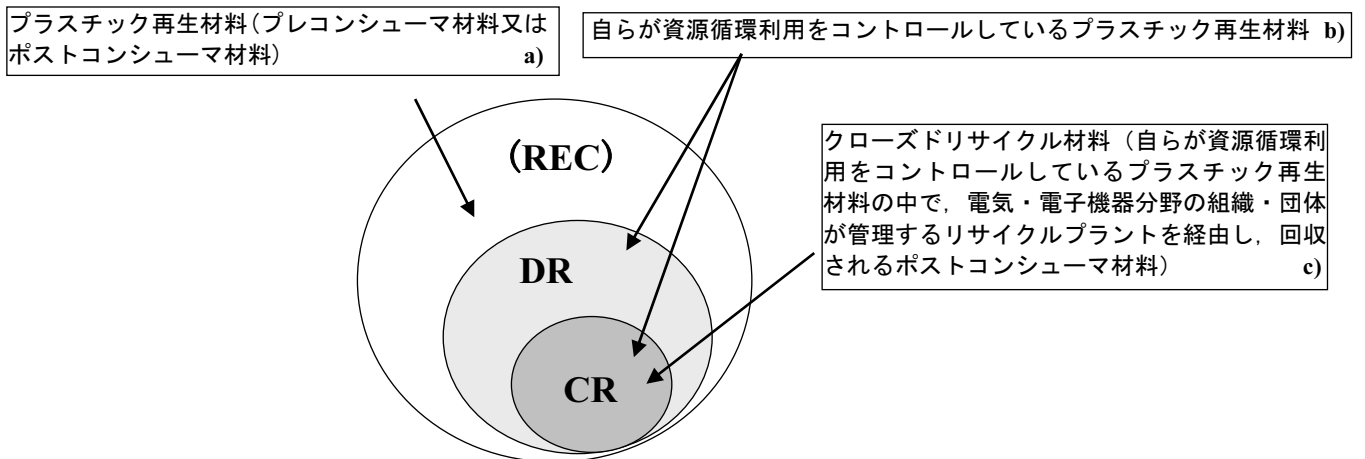 プラスチック再生材料(プレコンシューマ材料又は
ポストコンシューマ材料) a)
自らが資源循環利用をコントロールしているプラスチック再生材料 b)
クローズドリサイクル材料（自らが資源循環利
用をコントロールしているプラスチック再生
材料の中で，電気・電子機器分野の組織・団体
が管理するリサイクルプラントを経由し，回収
されるポストコンシューマ材料） c)
（REC）
DR
CR